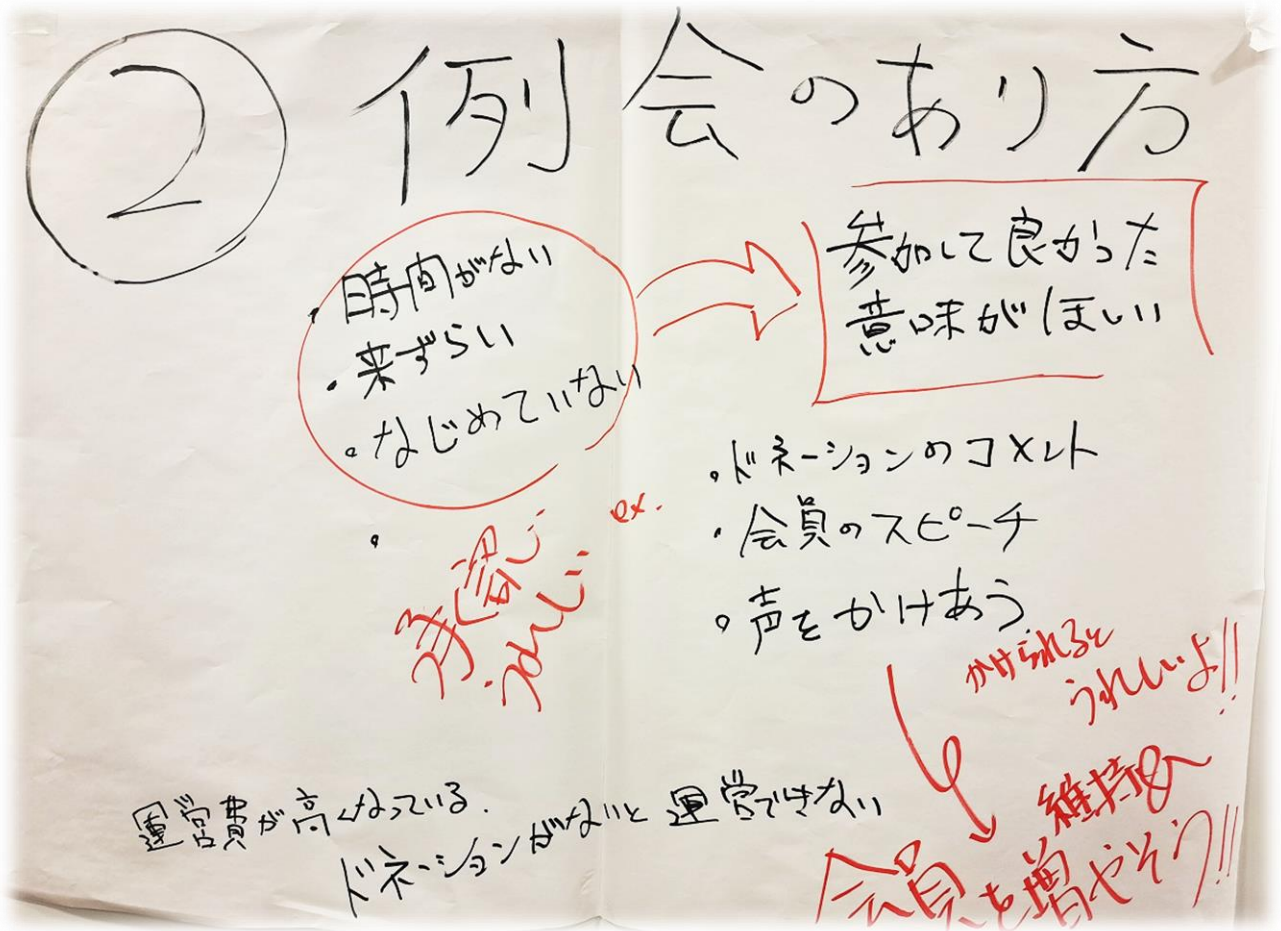 ② 例会のあり方
・時間がない
・来ずらい
・なじめていない
・
参加して良かった
意味がほしい
ex.
・ドネーションのコメント
・会員のスピーチ
・声をかけあう
かけられると
うれしいよ!!
うれしい
運営費が高くなっている.
ドネーションがないと運営できない
維持&
会員を増やそう!!